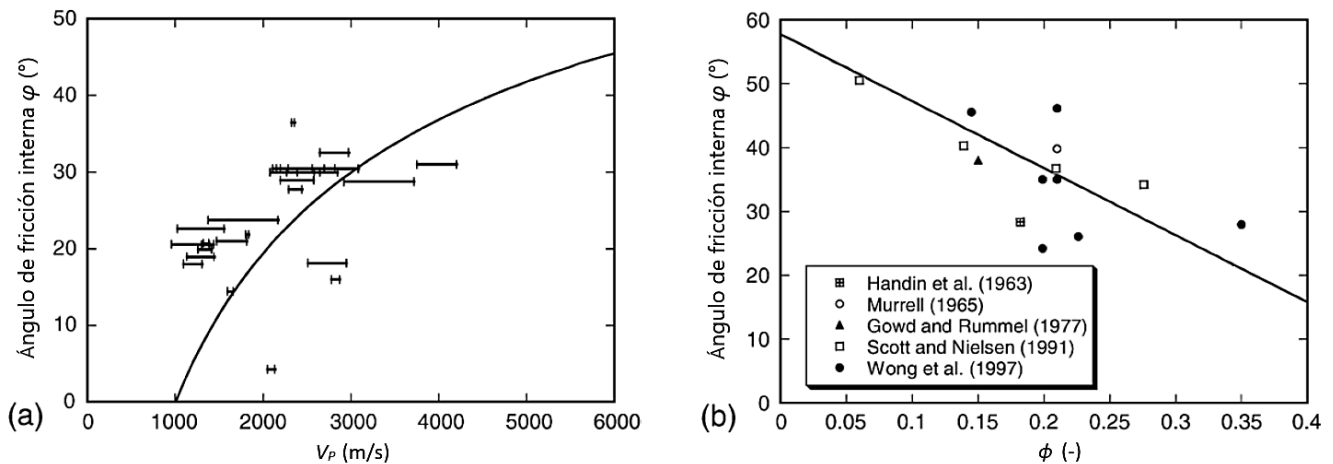 50
40
30
20
10
0
Ángulo de fricción interna φ (°)
0 1000 2000 3000 4000 5000 6000
V_P (m/s)
(a)
60
50
40
30
20
10
0
Ángulo de fricción interna φ (°)
Handin et al. (1963)
Murrell (1965)
Gowd and Rummel (1977)
Scott and Nielsen (1991)
Wong et al. (1997)
0 0.05 0.1 0.15 0.2 0.25 0.3 0.35 0.4
ϕ (-)
(b)